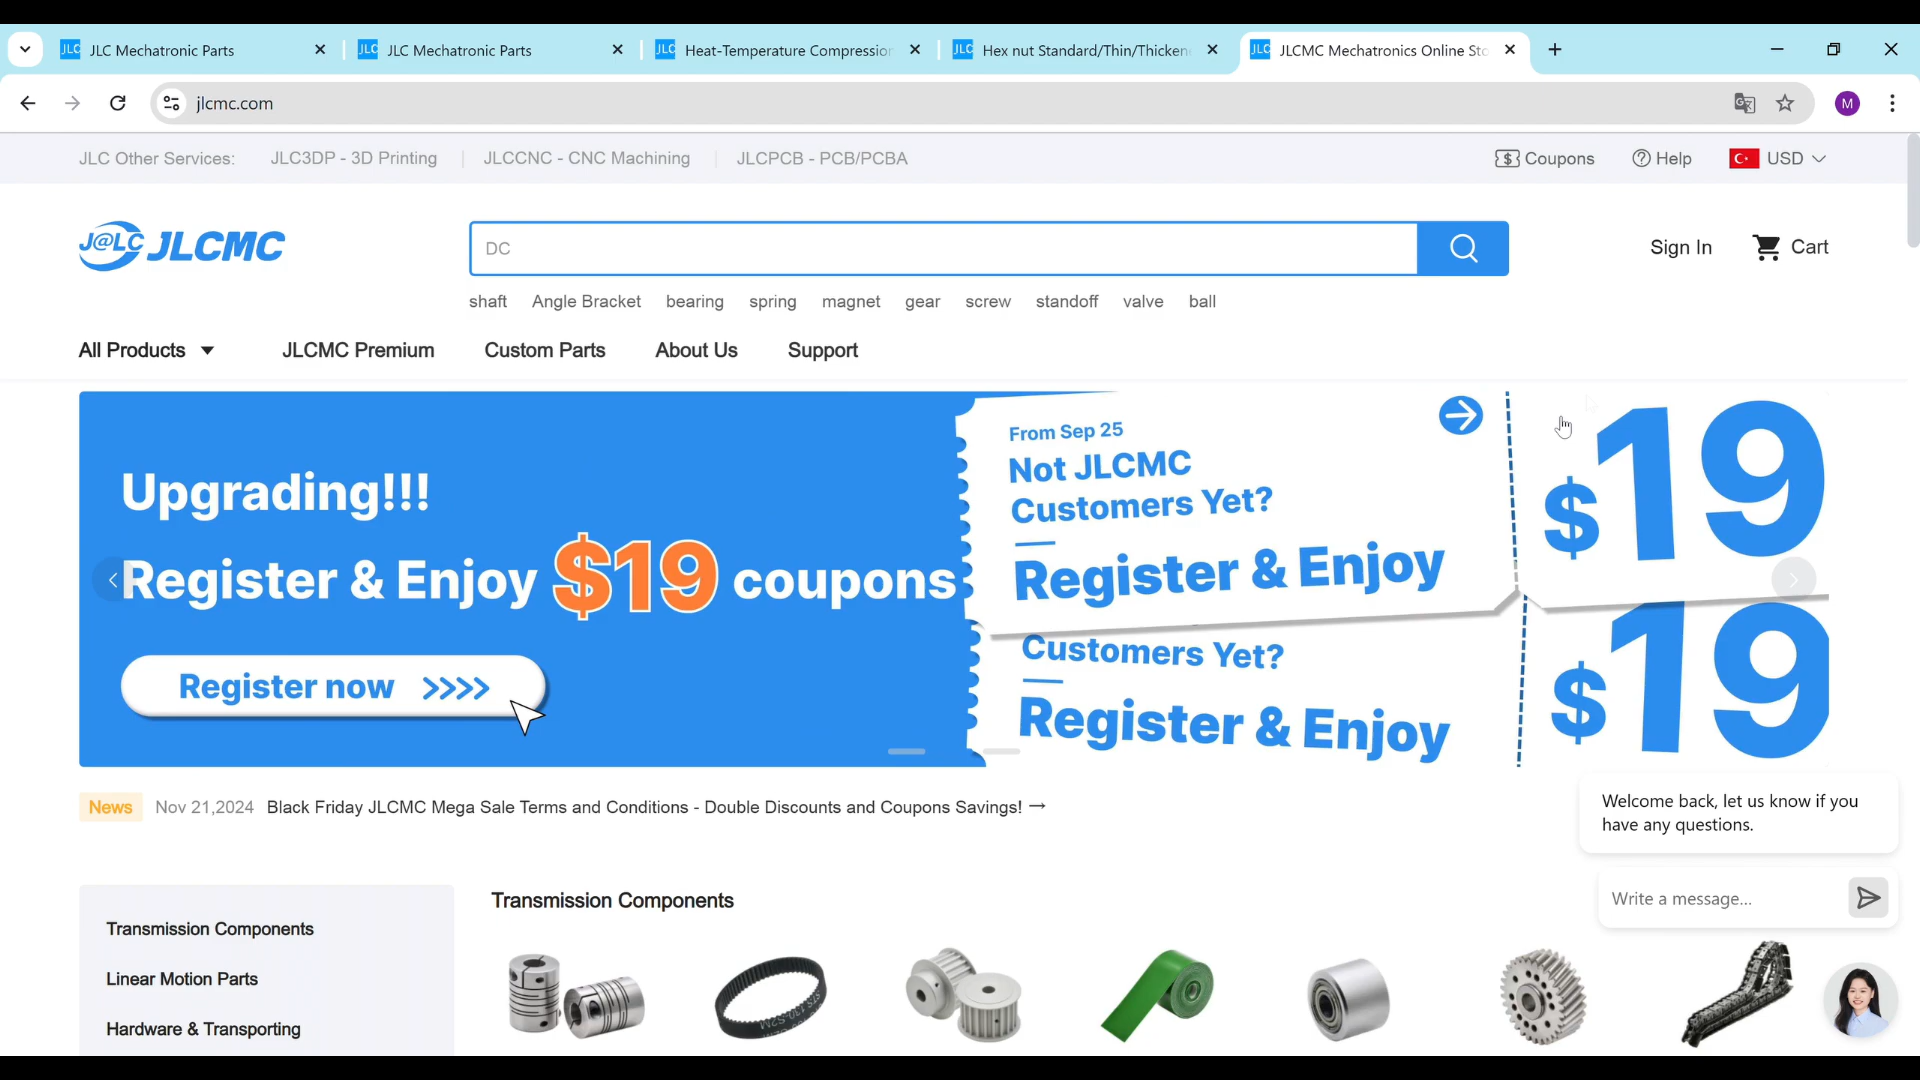 JLC JLC Mechatronic Parts
JLC JLC Mechatronic Parts
JLC Heat-Temperature Compression
JLC Hex nut Standard/Thin/Thicken
JLC JLCMC Mechatronics Online Sto
jlcmc.com
M
JLC Other Services: JLC3DP - 3D Printing | JLCCNC - CNC Machining | JLCPCB - PCB/PCBA
Coupons Help USD
J@LC JLCMC
DC
Sign In Cart
shaft Angle Bracket bearing spring magnet gear screw standoff valve ball
All Products JLCMC Premium Custom Parts About Us Support
Upgrading!!!
Register & Enjoy $19 coupons
Register now >>>>
From Sep 25
Not JLCMC
Customers Yet?
Register & Enjoy
$19
Customers Yet?
Register & Enjoy
$19
News Nov 21,2024 Black Friday JLCMC Mega Sale Terms and Conditions - Double Discounts and Coupons Savings! →
Welcome back, let us know if you
have any questions.
Write a message...
Transmission Components
Linear Motion Parts
Hardware & Transporting
Transmission Components